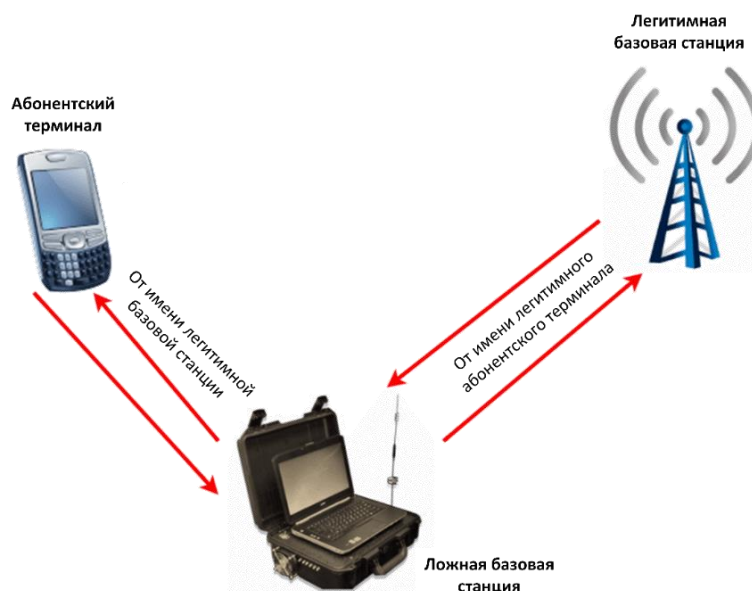 Легитимная
базовая станция
Абонентский
терминал
От имени легитимной
базовой станции
От имени легитимного
абонентского терминала
Ложная базовая
станция